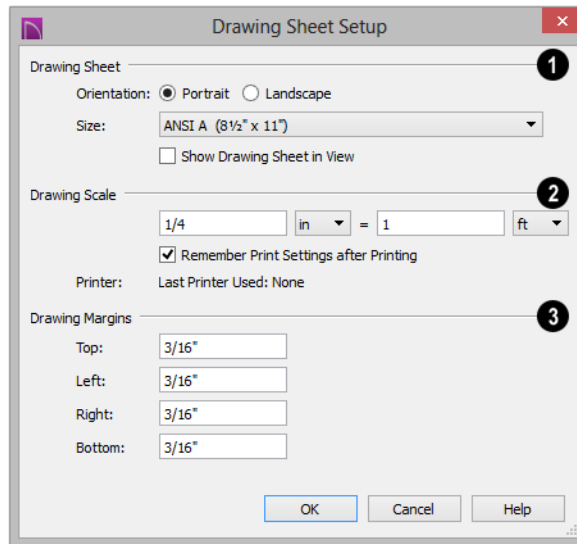 Drawing Sheet Setup
Drawing Sheet 1
Orientation: Portrait Landscape
Size: ANSI A (8½" x 11")
Show Drawing Sheet in View
Drawing Scale 2
1/4 in = 1 ft
Remember Print Settings after Printing
Printer: Last Printer Used: None
Drawing Margins 3
Top: 3/16"
Left: 3/16"
Right: 3/16"
Bottom: 3/16"
OK Cancel Help